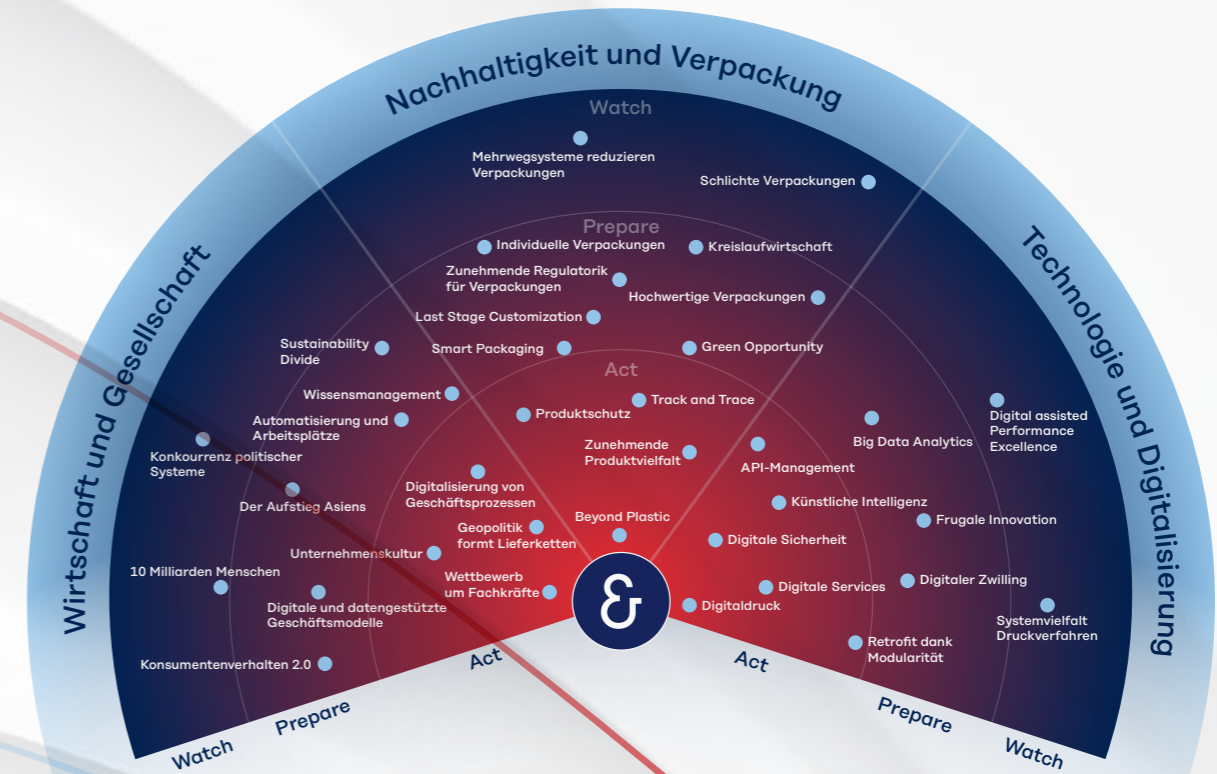 Nachhaltigkeit und Verpackung
Wirtschaft und Gesellschaft
Technologie und Digitalisierung
Watch
Mehrwegsysteme reduzieren
Verpackungen
Schlichte Verpackungen
Prepare
Individuelle Verpackungen
Kreislaufwirtschaft
Zunehmende Regulatorik
für Verpackungen
Hochwertige Verpackungen
Last Stage Customization
Smart Packaging
Green Opportunity
Act
Track and Trace
Produktschutz
Zunehmende
Produktvielfalt
Beyond Plastic
Sustainability
Divide
Wissensmanagement
Automatisierung und
Arbeitsplätze
Konkurrenz politischer
Systeme
Der Aufstieg Asiens
Digitalisierung von
Geschäftsprozessen
Geopolitik
formt Lieferketten
Unternehmenskultur
Wettbewerb
um Fachkräfte
10 Milliarden Menschen
Digitale und datengestützte
Geschäftsmodelle
Konsumentenverhalten 2.0
Digital assisted
Performance
Excellence
Big Data Analytics
API-Management
Künstliche Intelligenz
Frugale Innovation
Digitale Sicherheit
Digitaler Zwilling
Digitale Services
Digitaldruck
Systemvielfalt
Druckverfahren
Retrofit dank
Modularität
&
Act
Prepare
Watch
Act
Prepare
Watch